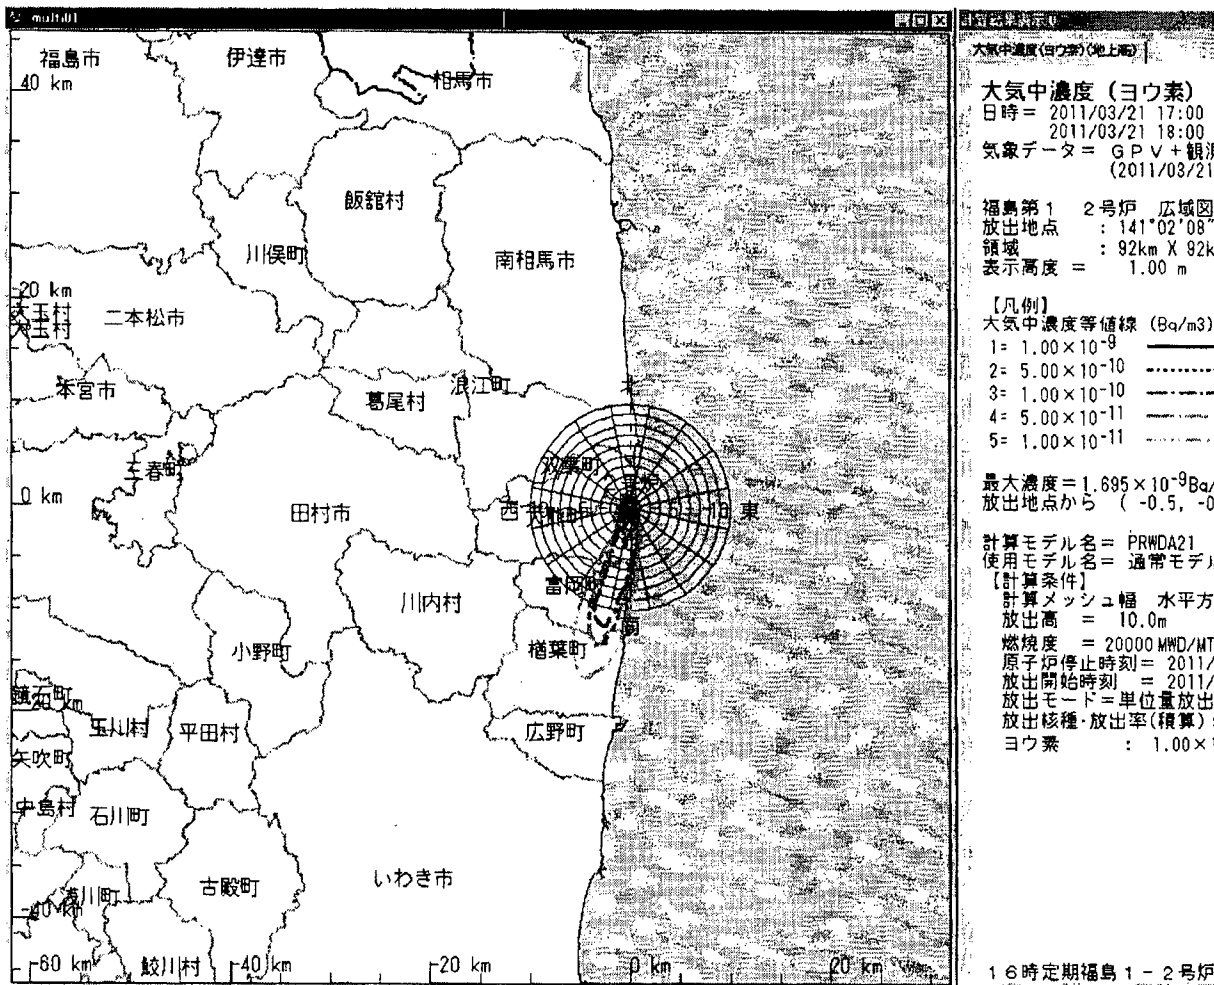 multi01
福島市
伊達市
相馬市
40 km
飯舘村
川俣町
南相馬市
20 km
大玉村
大玉村
二本松市
本宮市
浪江町
北
葛尾村
三春町
双葉町
0 km
田村市
西
東
富岡町
川内村
南
小野町
楢葉町
鏡石町
玉川村
平田村
広野町
矢吹町
中島村
石川町
浅川町
古殿町
いわき市
-40 km
鮫川村
-60 km
-40 km
-20 km
0 km
20 km
大気中濃度(ヨウ素)(地上高)
大気中濃度 (ヨウ素)
日時= 2011/03/21 17:00
2011/03/21 18:00
気象データ= GPV+観測
(2011/03/21
福島第1 2号炉 広域図
放出地点 : 141°02'08"
領域 : 92km X 92k
表示高度 = 1.00 m
【凡例】
大気中濃度等値線 (Bq/m3)
1= 1.00×10-9
2= 5.00×10-10
3= 1.00×10-10
4= 5.00×10-11
5= 1.00×10-11
最大濃度=1.695×10-9Bq/
放出地点から ( -0.5, -0
計算モデル名= PRWDA21
使用モデル名= 通常モデル
【計算条件】
計算メッシュ幅 水平方
放出高 = 10.0m
燃焼度 = 20000MWD/MT
原子炉停止時刻= 2011/
放出開始時刻 = 2011/
放出モード=単位量放出
放出核種・放出率(積算)
ヨウ素 : 1.00×
16時定期福島1-2号炉